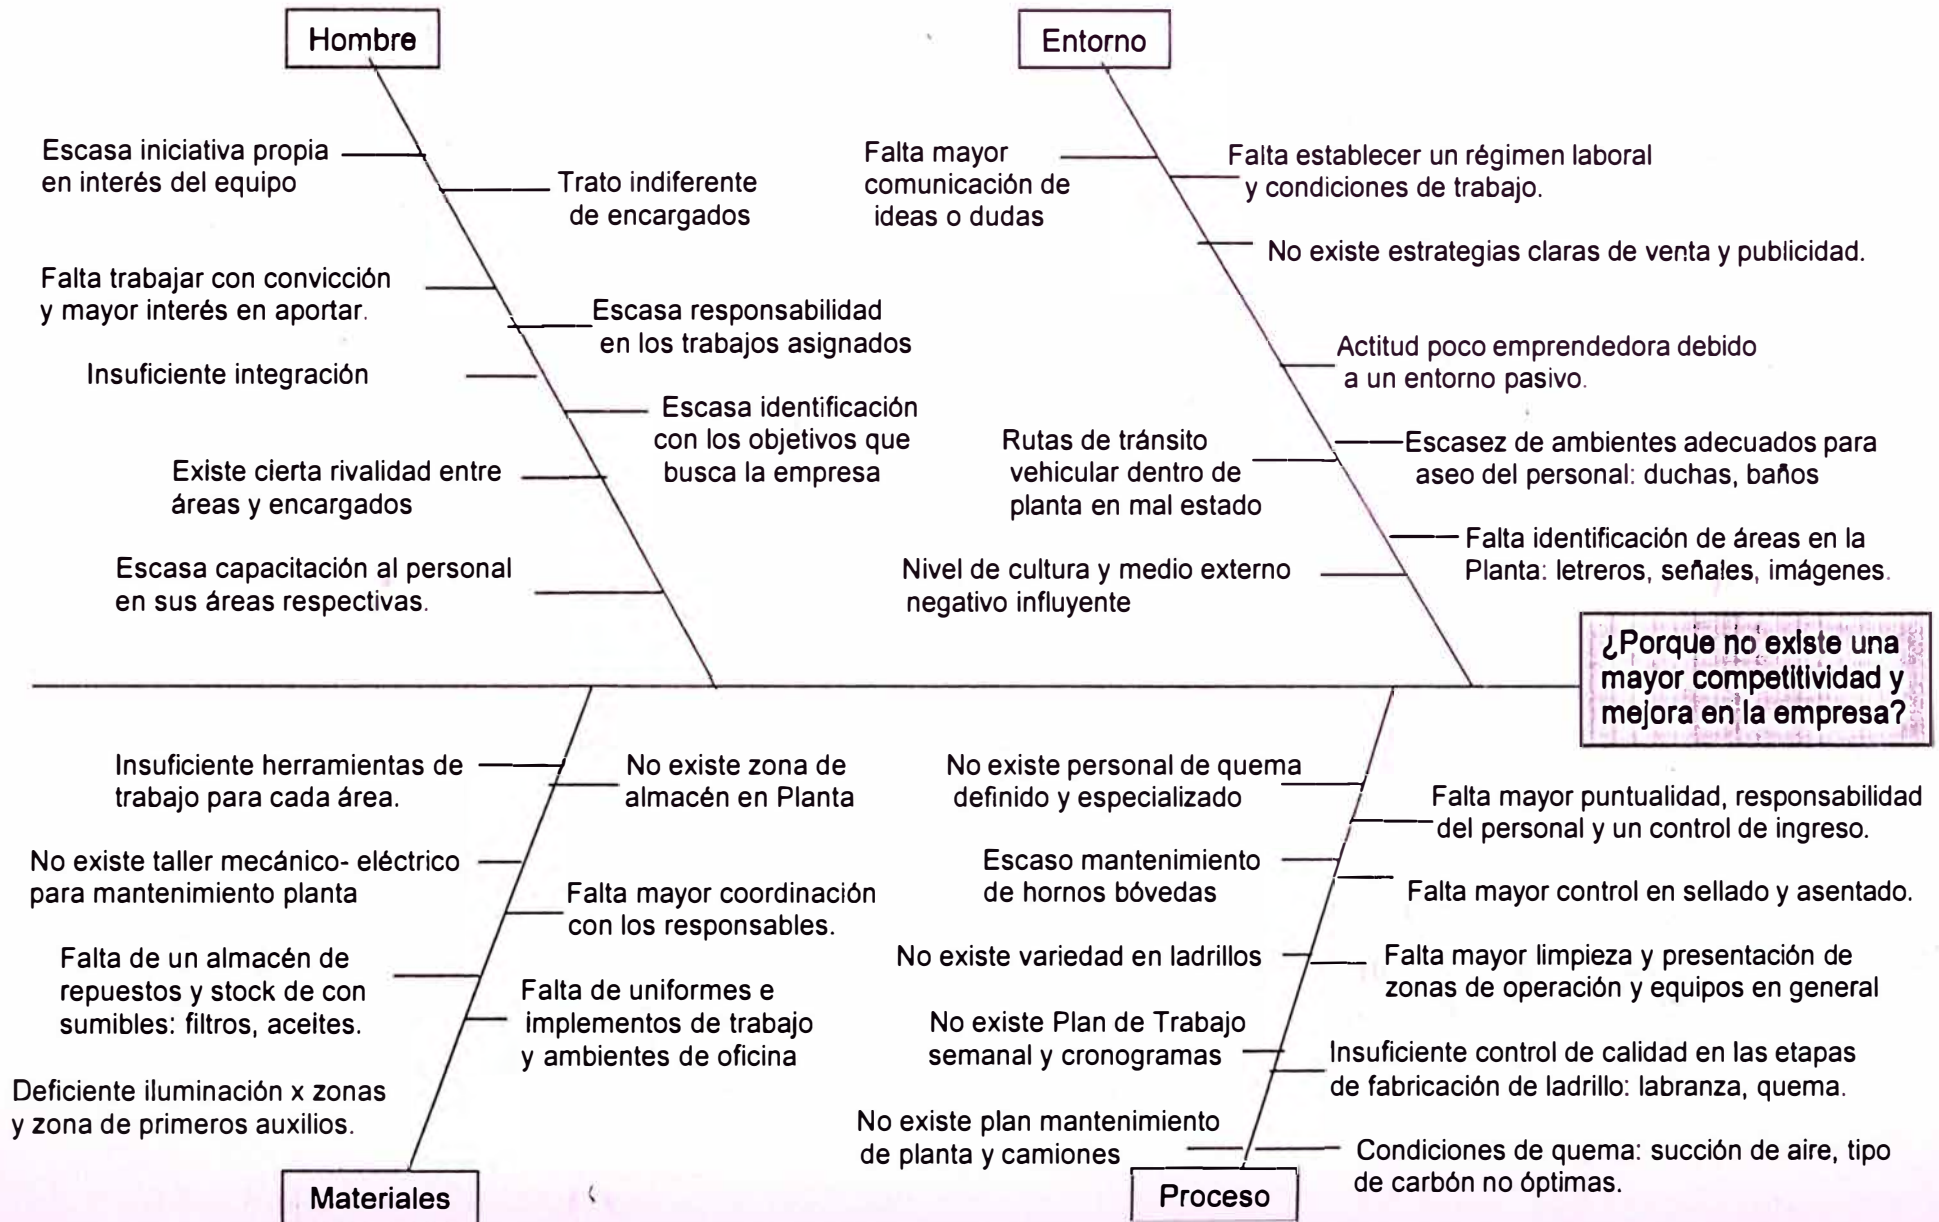 Hombre
Escasa iniciativa propia
en interés del equipo
Trato indiferente
de encargados
Falta trabajar con convicción
y mayor interés en aportar.
Escasa responsabilidad
en los trabajos asignados
Insuficiente integración
Escasa identificación
con los objetivos que
busca la empresa
Existe cierta rivalidad entre
áreas y encargados
Escasa capacitación al personal
en sus áreas respectivas.
Entorno
Falta mayor
comunicación de
ideas o dudas
Falta establecer un régimen laboral
y condiciones de trabajo.
No existe estrategias claras de venta y publicidad.
Actitud poco emprendedora debido
a un entorno pasivo.
Rutas de tránsito
vehicular dentro de
planta en mal estado
Escasez de ambientes adecuados para
aseo del personal: duchas, baños
Falta identificación de áreas en la
Planta: letreros, señales, imágenes.
Nivel de cultura y medio externo
negativo influyente
¿Porque no existe una
mayor competitividad y
mejora en la empresa?
Insuficiente herramientas de
trabajo para cada área.
No existe zona de
almacén en Planta
No existe taller mecánico- eléctrico
para mantenimiento planta
Falta mayor coordinación
con los responsables.
Falta de un almacén de
repuestos y stock de con
sumibles: filtros, aceites.
Falta de uniformes e
implementos de trabajo
y ambientes de oficina
Deficiente iluminación x zonas
y zona de primeros auxilios.
Materiales
No existe personal de quema
definido y especializado
Falta mayor puntualidad, responsabilidad
del personal y un control de ingreso.
Escaso mantenimiento
de hornos bóvedas
Falta mayor control en sellado y asentado.
No existe variedad en ladrillos
Falta mayor limpieza y presentación de
zonas de operación y equipos en general
No existe Plan de Trabajo
semanal y cronogramas
Insuficiente control de calidad en las etapas
de fabricación de ladrillo: labranza, quema.
No existe plan mantenimiento
de planta y camiones
Condiciones de quema: succión de aire, tipo
de carbón no óptimas.
Proceso